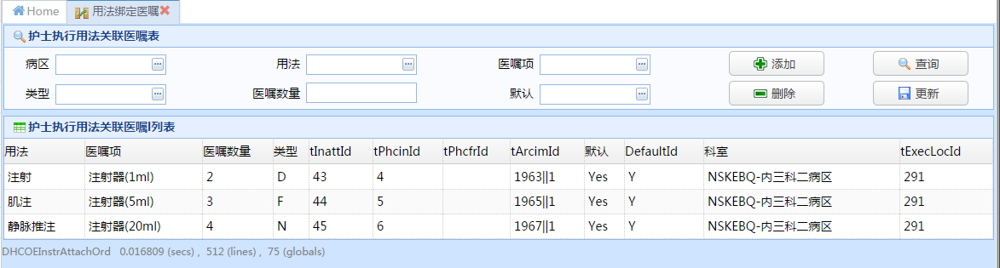 Home 用法绑定医嘱
护士执行用法关联医嘱表
病区 用法 医嘱项 添加 查询
类型 医嘱数量 默认 删除 更新
护士执行用法关联医嘱l列表
用法 医嘱项 医嘱数量 类型 tInattId tPhcinId tPhcfrId tArcimId 默认 DefaultId 科室 tExecLocId
注射 注射器(1ml) 2 D 43 4 1963||1 Yes Y NSKEBQ-内三科二病区 291
肌注 注射器(5ml) 3 F 44 5 1965||1 Yes Y NSKEBQ-内三科二病区 291
静脉推注 注射器(20ml) 4 N 45 6 1967||1 Yes Y NSKEBQ-内三科二病区 291
DHCOEInstrAttachOrd 0.016809 (secs) , 512 (lines) , 75 (globals)